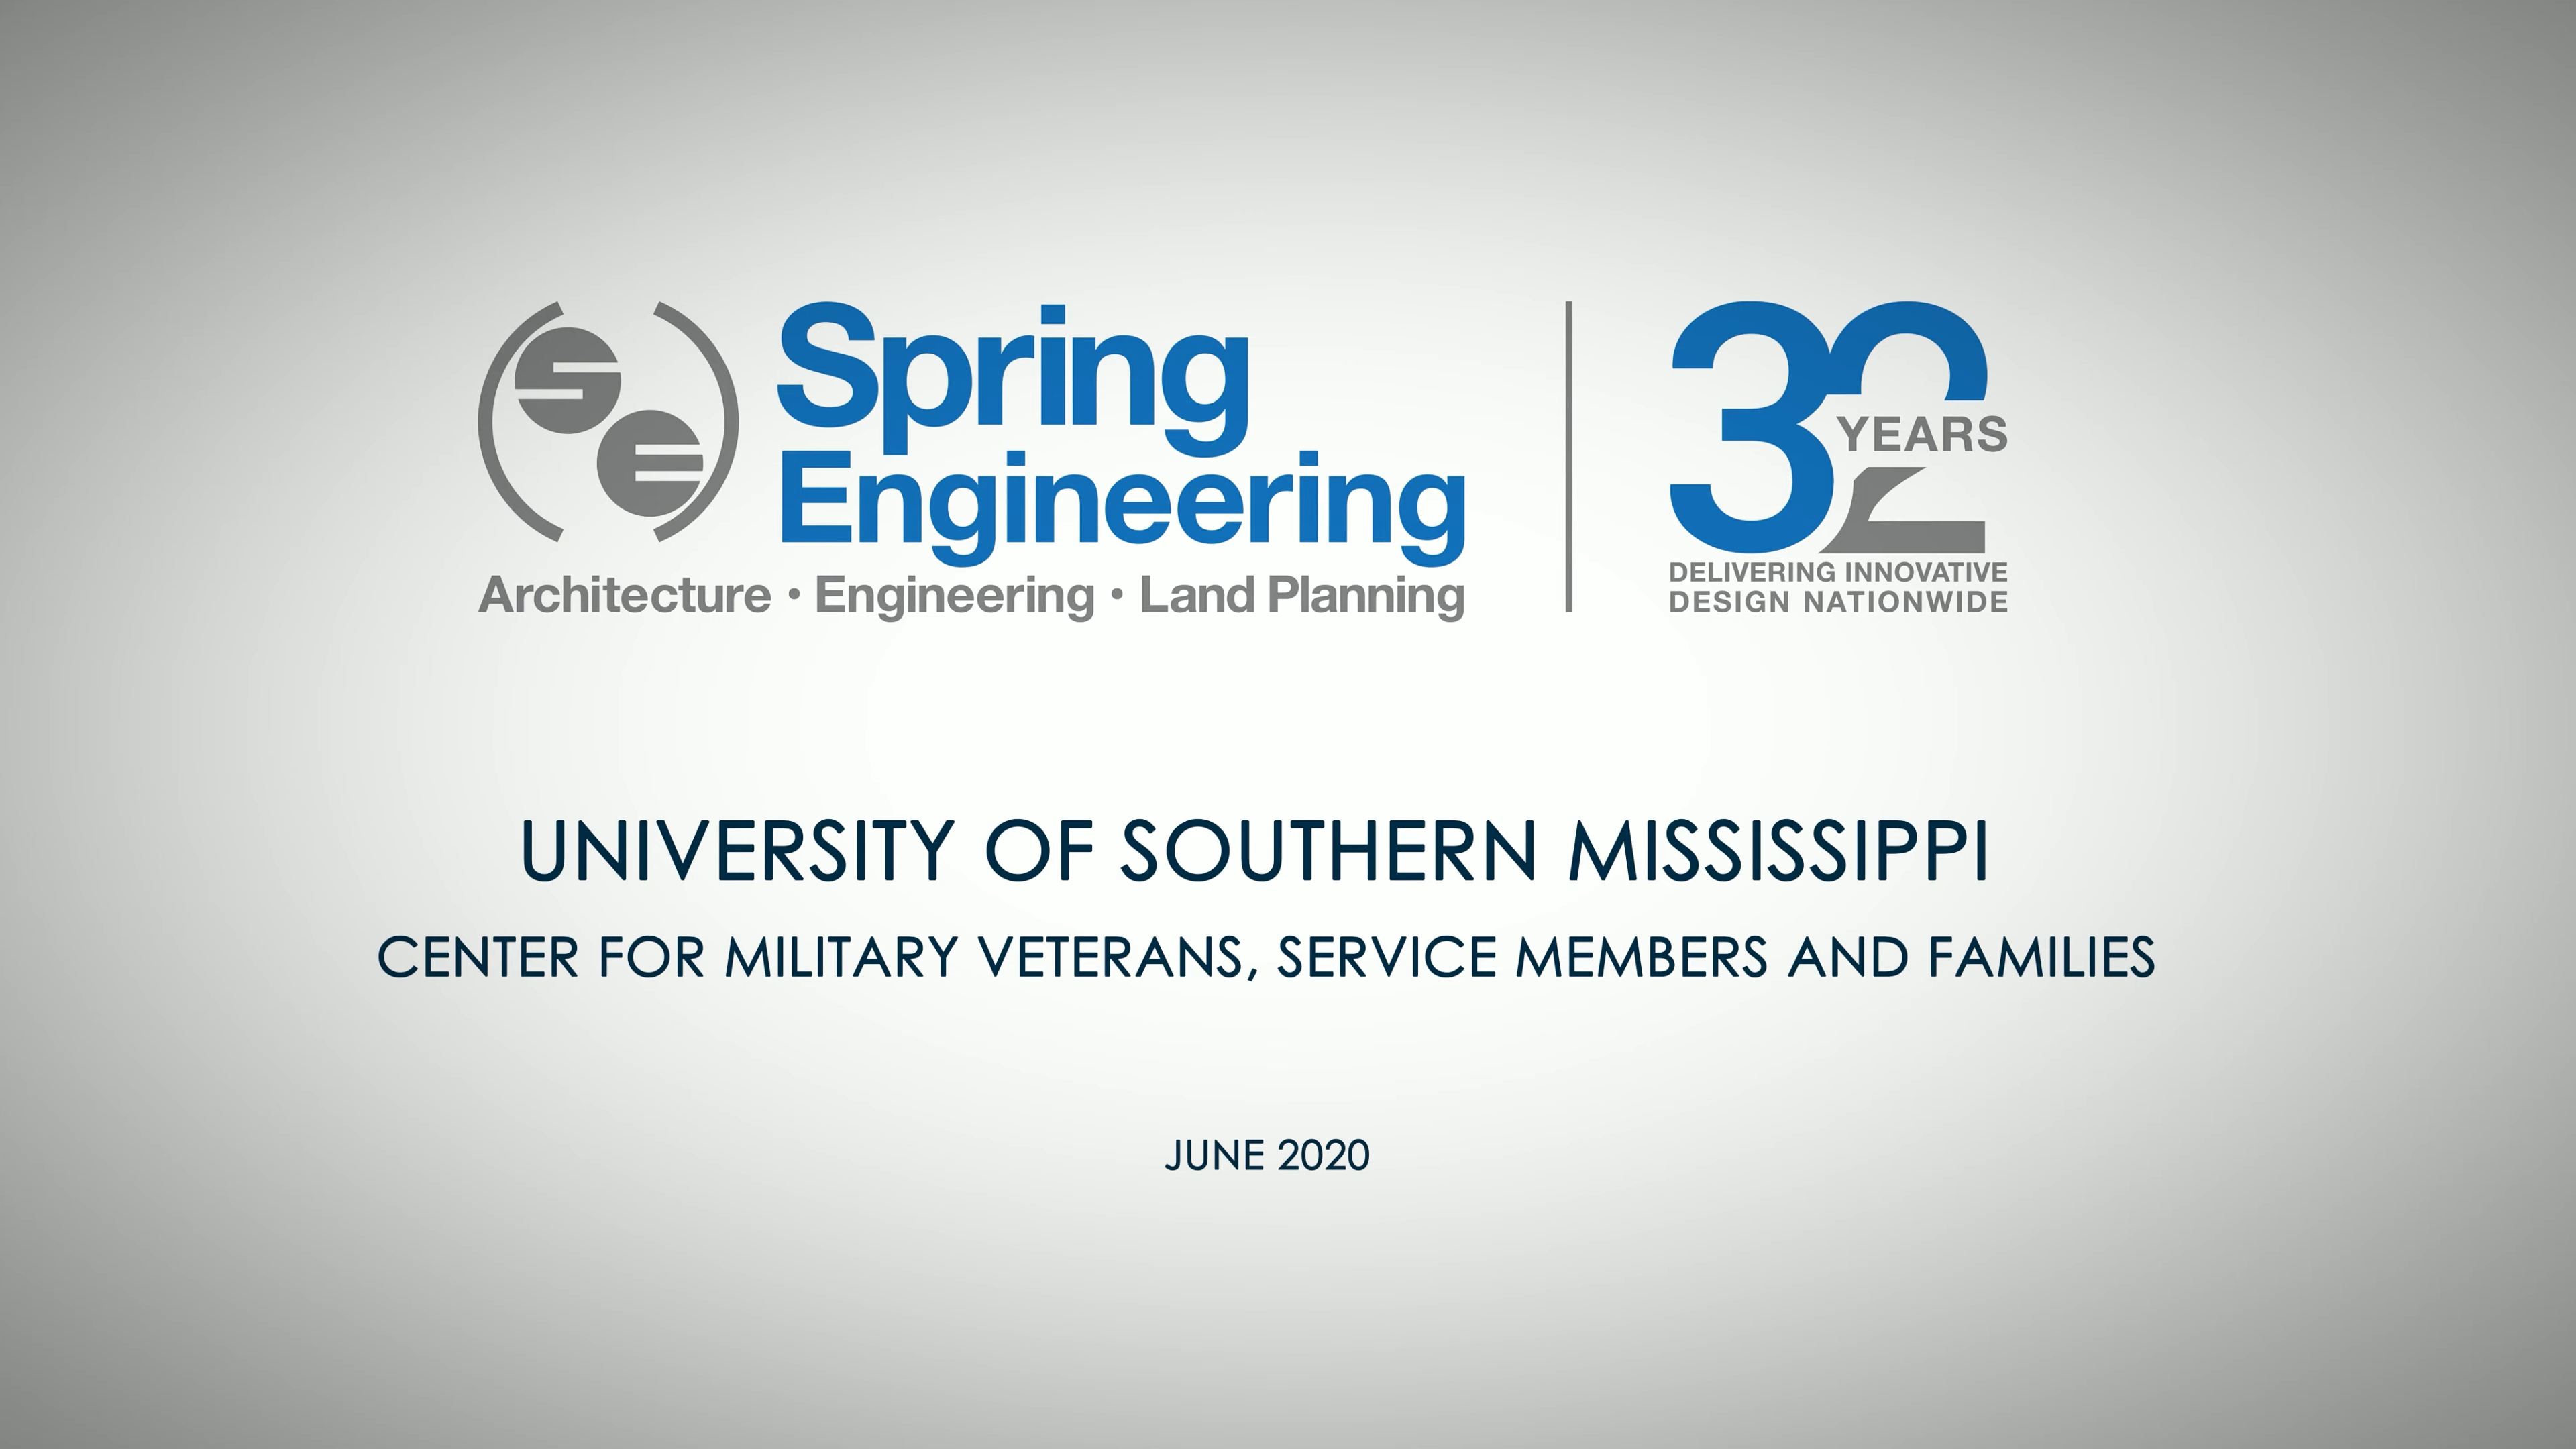 SE
Spring
Engineering
Architecture · Engineering · Land Planning
32
YEARS
DELIVERING INNOVATIVE
DESIGN NATIONWIDE
UNIVERSITY OF SOUTHERN MISSISSIPPI
CENTER FOR MILITARY VETERANS, SERVICE MEMBERS AND FAMILIES
JUNE 2020